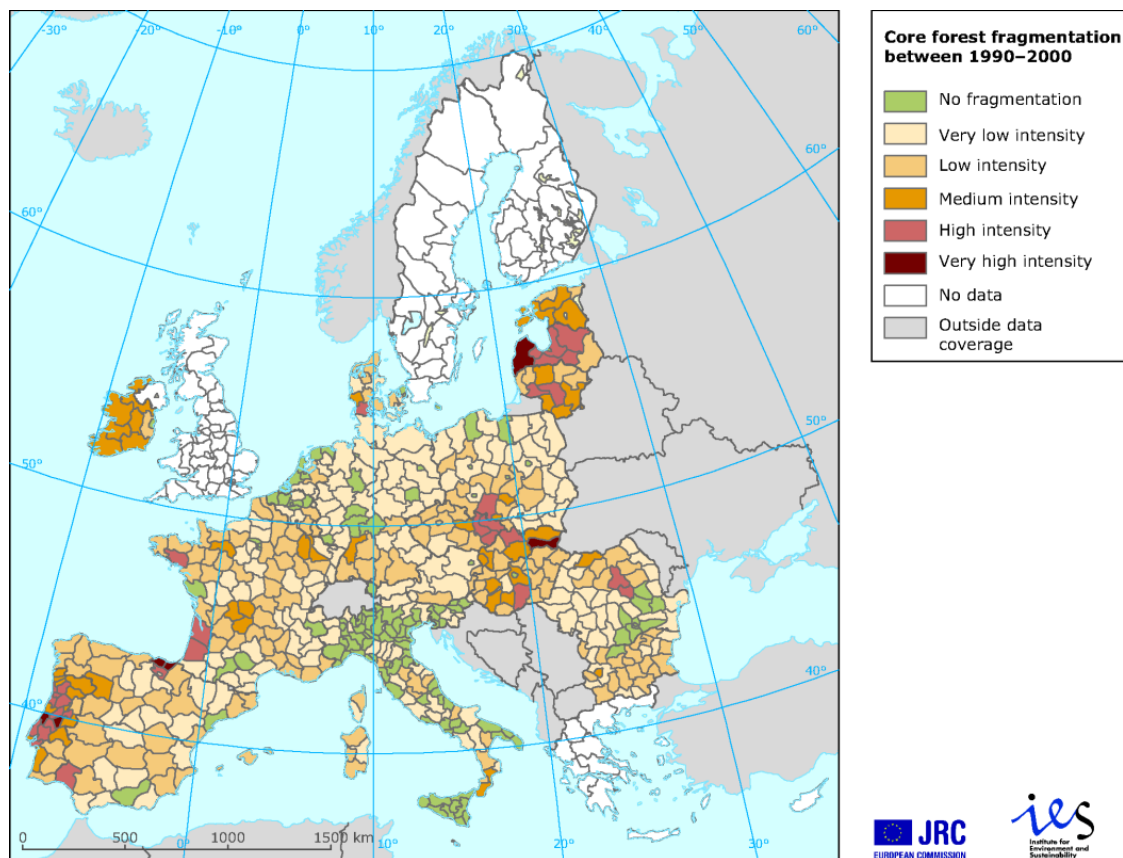 -30°
-20°
-10°
0°
10°
20°
30°
40°
50°
60°
60°
60°
50°
50°
40°
40°
0°
10°
20°
30°
0 500 1000 1500 km
Core forest fragmentation
between 1990–2000
No fragmentation
Very low intensity
Low intensity
Medium intensity
High intensity
Very high intensity
No data
Outside data
coverage
JRC
EUROPEAN COMMISSION
ies
Institute for
Environment and
Sustainability